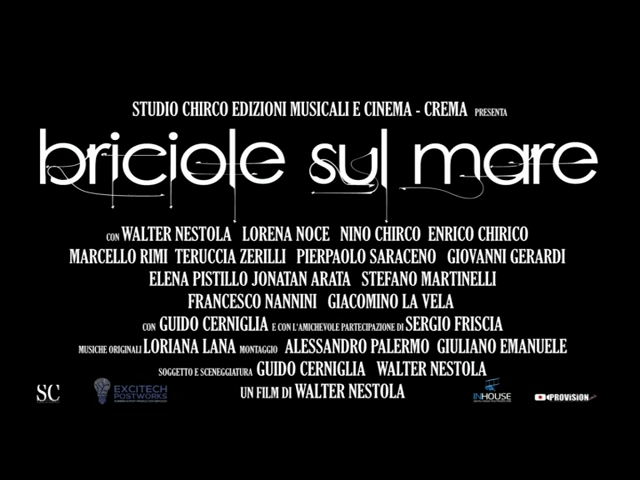 STUDIO CHIRCO EDIZIONI MUSICALI E CINEMA - CREMA PRESENTA
briciole sul mare
CON WALTER NESTOLA LORENA NOCE NINO CHIRCO ENRICO CHIRICO
MARCELLO RIMI TERUCCIA ZERILLI PIERPAOLO SARACENO GIOVANNI GERARDI
ELENA PISTILLO JONATAN ARATA STEFANO MARTINELLI
FRANCESCO NANNINI GIACOMINO LA VELA
CON GUIDO CERNIGLIA E CON L'AMICHEVOLE PARTECIPAZIONE DI SERGIO FRISCIA
MUSICHE ORIGINALI LORIANA LANA MONTAGGIO ALESSANDRO PALERMO GIULIANO EMANUELE
SOGGETTO E SCENEGGIATURA GUIDO CERNIGLIA WALTER NESTOLA
UN FILM DI WALTER NESTOLA
SC
EXCITECH
POSTWORKS
INHOUSE
PROVISION